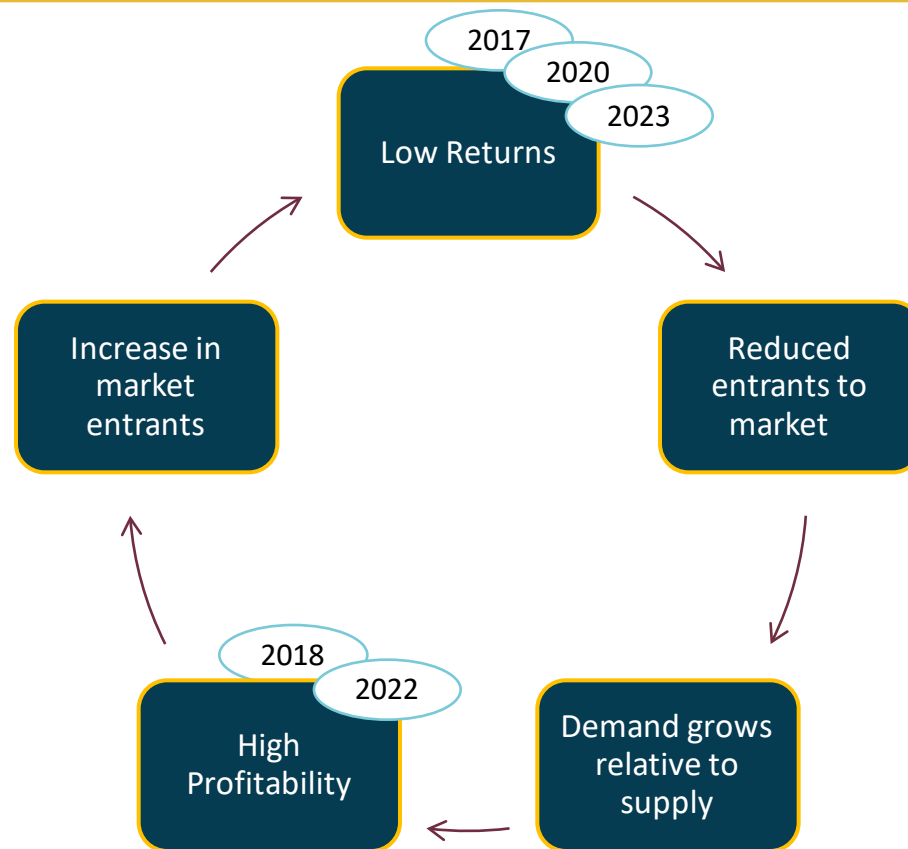 2017
2020
2023
Low Returns
Reduced
entrants to
market
Demand grows
relative to
supply
2018
2022
High
Profitability
Increase in
market
entrants